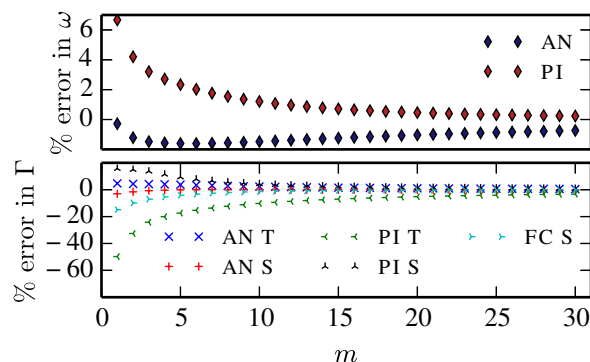 % error in ω
6
4
2
0
AN
PI
% error in Γ
0
−20
−40
−60
AN T
PI T
FC S
AN S
PI S
0 5 10 15 20 25 30
m